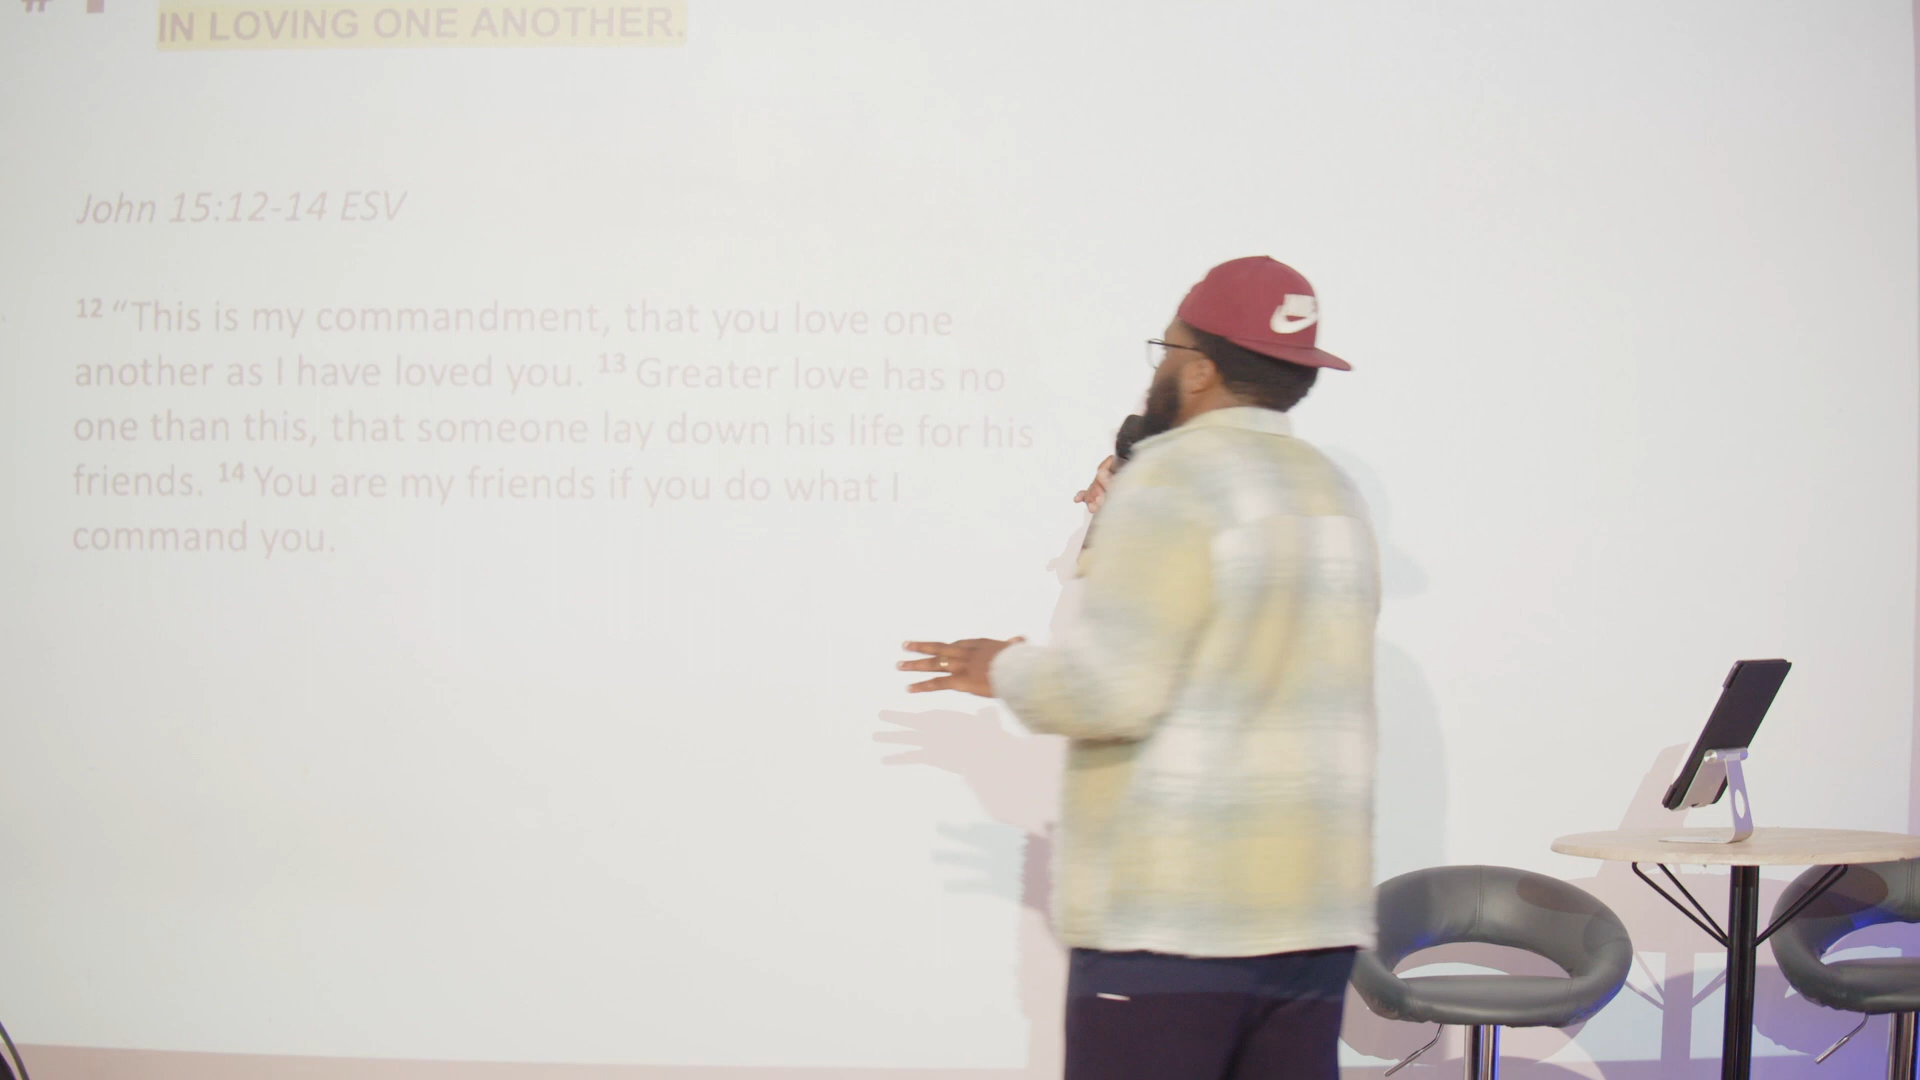 IN LOVING ONE ANOTHER.
John 15:12-14 ESV
12 “This is my commandment, that you love one
another as I have loved you. 13 Greater love has no
one than this, that someone lay down his life for his
friends. 14 You are my friends if you do what I
command you.